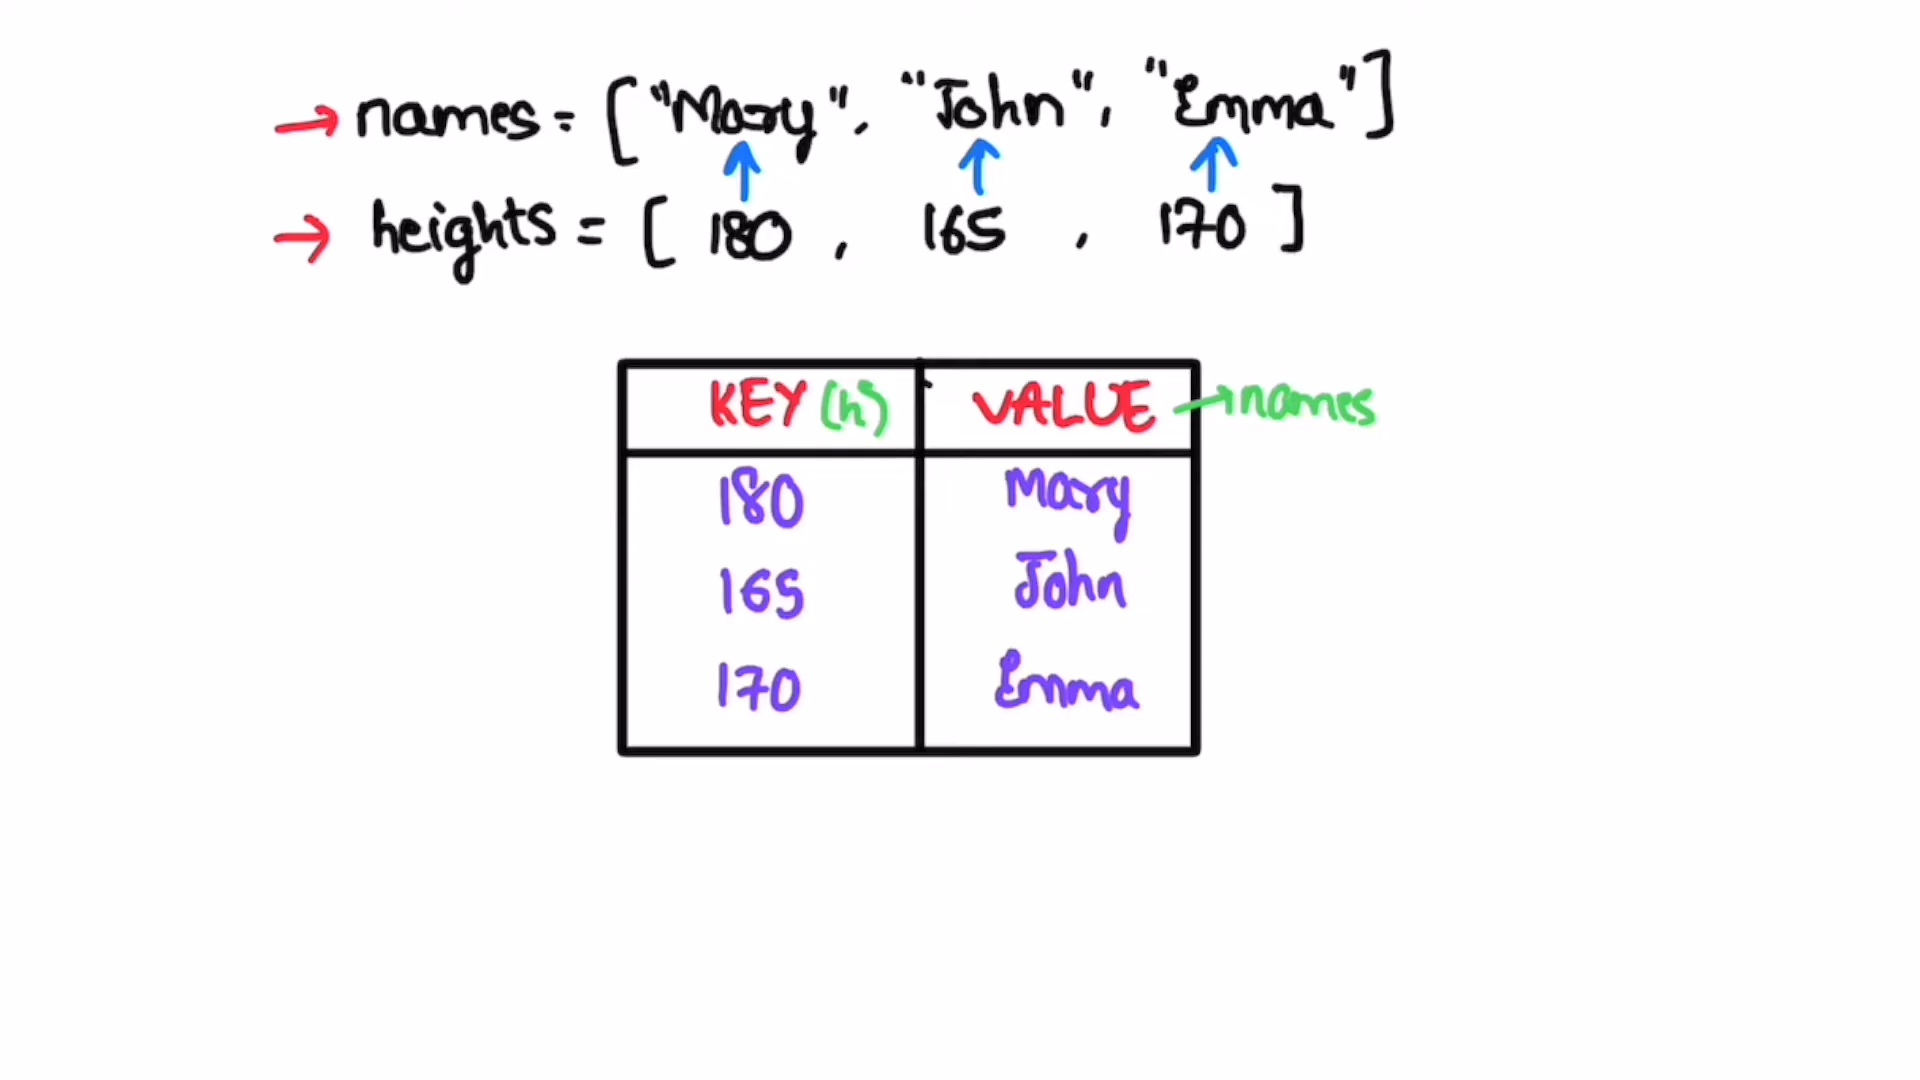 → names = ["Mary", "John", "Emma"]
→ heights = [ 180 , 165 , 170 ]
KEY (h) VALUE → names
180 Mary
165 John
170 Emma